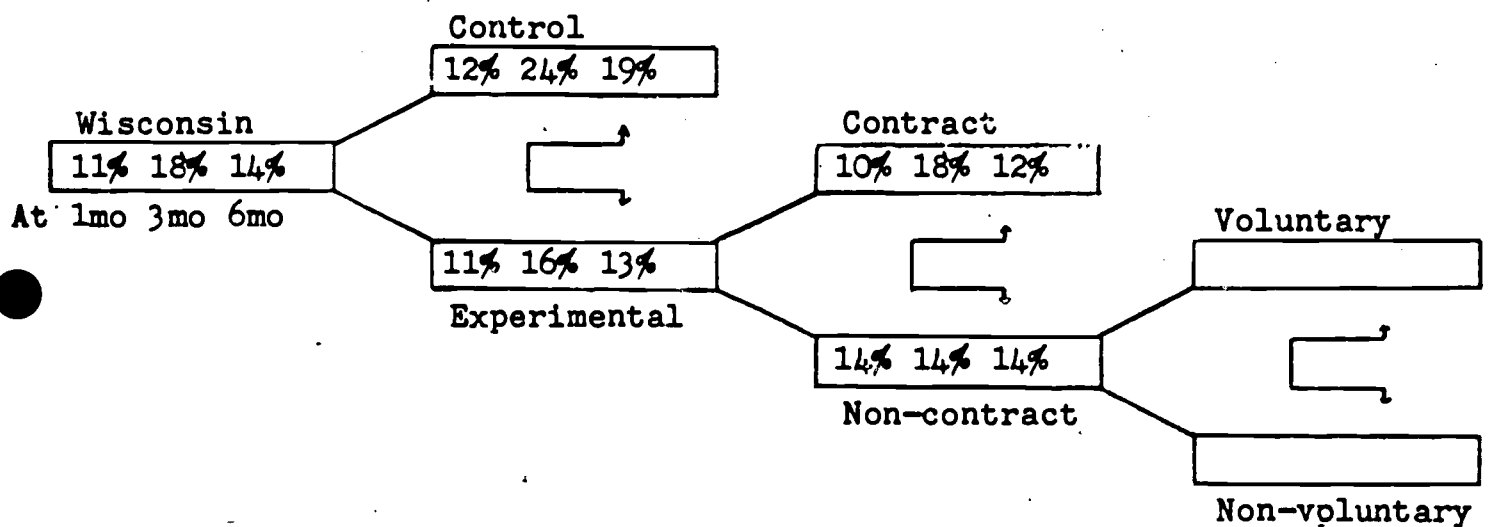 Control
12% 24% 19%
Wisconsin
11% 18% 14%
At 1mo 3mo 6mo
Contract
10% 18% 12%
11% 16% 13%
Experimental
Voluntary
14% 14% 14%
Non-contract
Non-voluntary